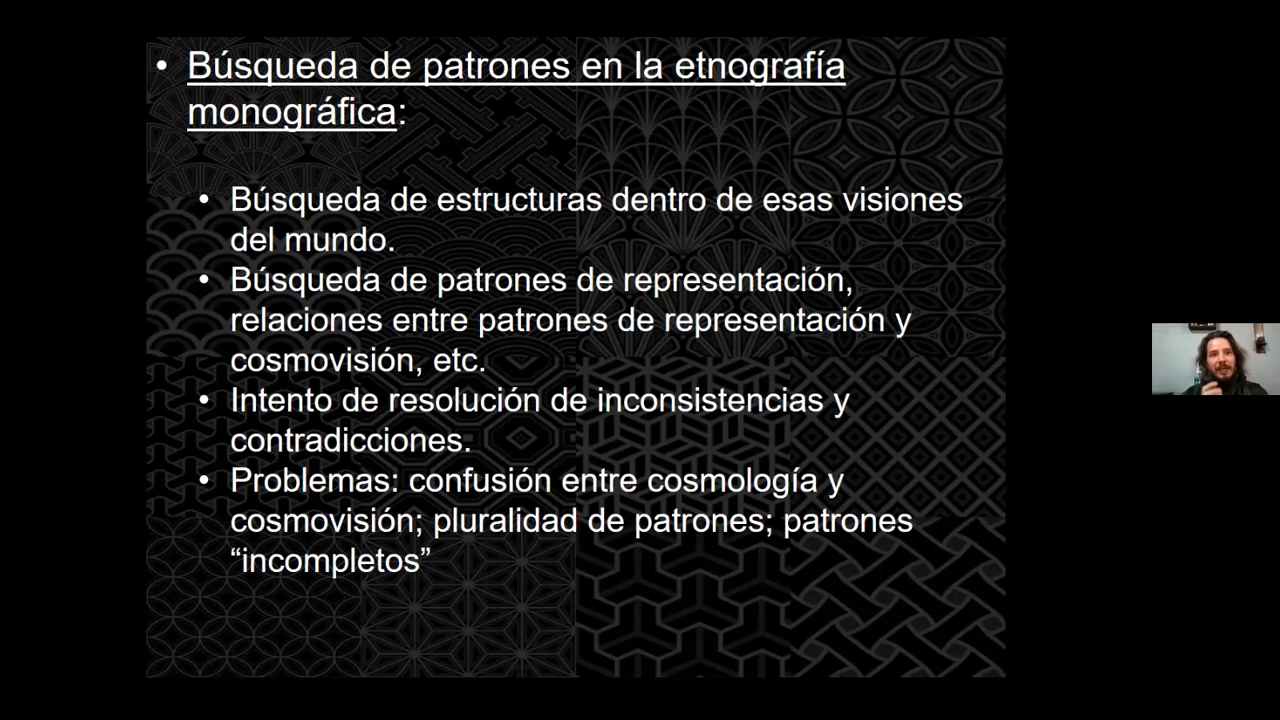 • Búsqueda de patrones en la etnografía
monográfica:
• Búsqueda de estructuras dentro de esas visiones
del mundo.
• Búsqueda de patrones de representación,
relaciones entre patrones de representación y
cosmovisión, etc.
• Intento de resolución de inconsistencias y
contradicciones.
• Problemas: confusión entre cosmología y
cosmovisión; pluralidad de patrones; patrones
“incompletos”